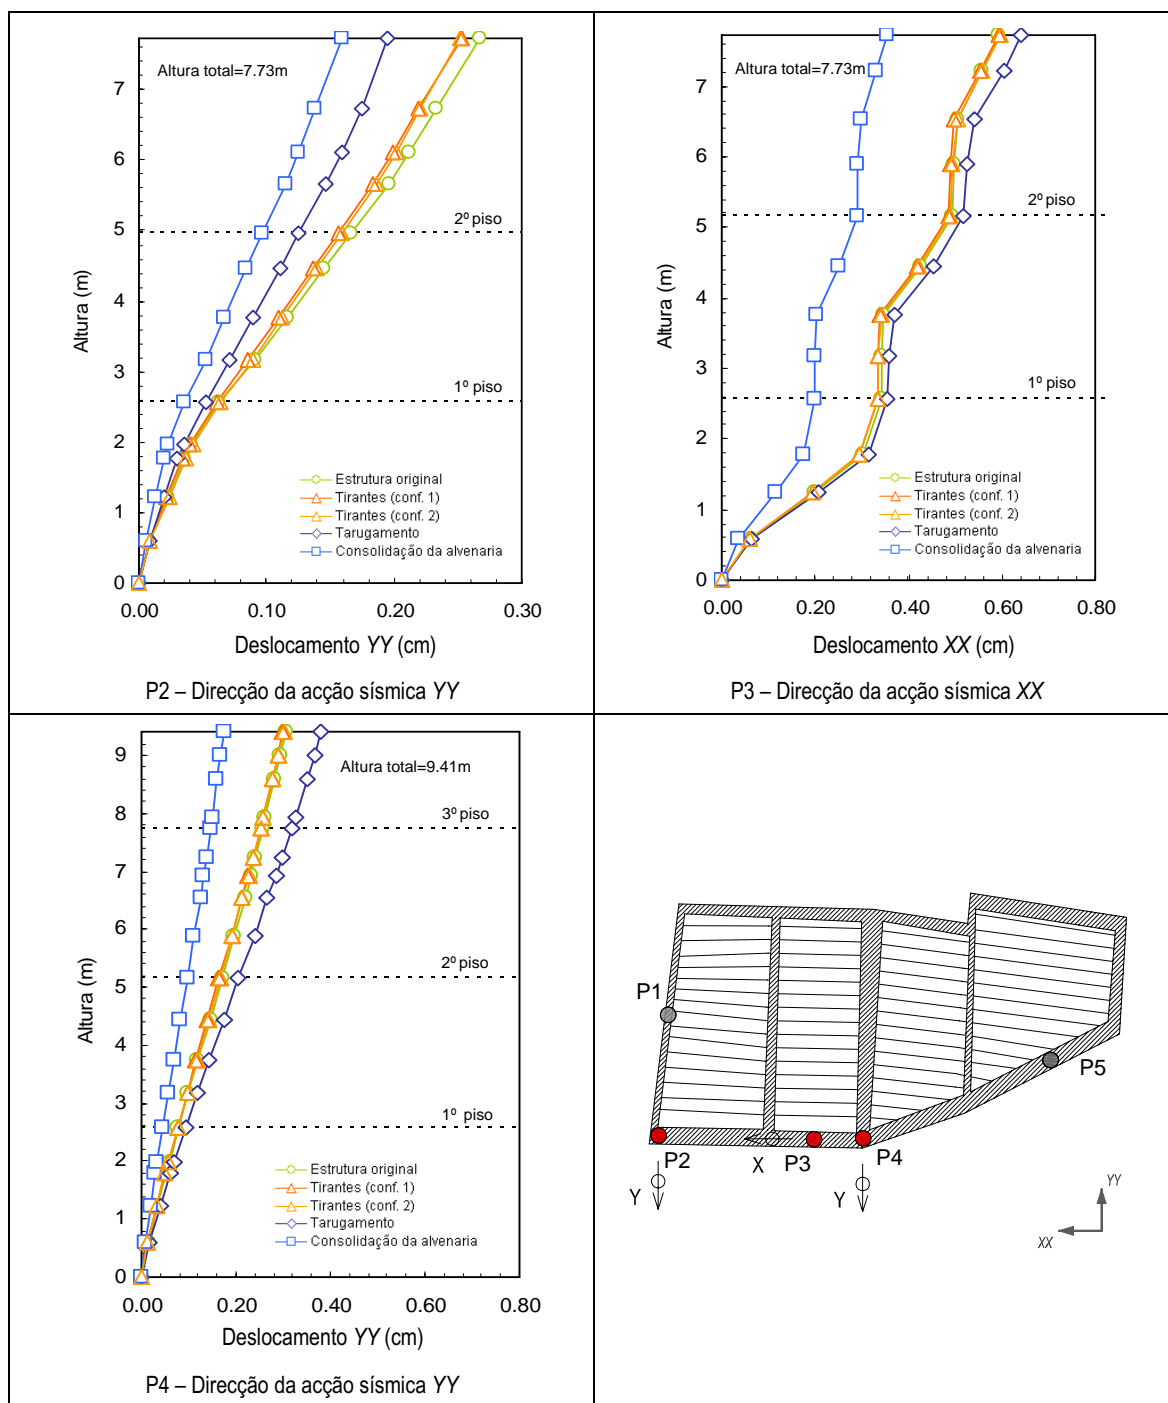 Altura total=7.73m
7
6
5
4
3
2
1
0
Altura (m)
2º piso
1º piso
Estrutura original
Tirantes (conf. 1)
Tirantes (conf. 2)
Tarugamento
Consolidação da alvenaria
0.00 0.10 0.20 0.30
Deslocamento YY (cm)
P2 – Direcção da acção sísmica YY
Altura total=7.73m
7
6
5
4
3
2
1
0
Altura (m)
2º piso
1º piso
Estrutura original
Tirantes (conf. 1)
Tirantes (conf. 2)
Tarugamento
Consolidação da alvenaria
0.00 0.20 0.40 0.60 0.80
Deslocamento XX (cm)
P3 – Direcção da acção sísmica XX
Altura total=9.41m
9
8
7
6
5
4
3
2
1
0
Altura (m)
3º piso
2º piso
1º piso
Estrutura original
Tirantes (conf. 1)
Tirantes (conf. 2)
Tarugamento
Consolidação da alvenaria
0.00 0.20 0.40 0.60 0.80
Deslocamento YY (cm)
P4 – Direcção da acção sísmica YY
P1
P5
P2 X P3 P4
Y Y
YY
XX